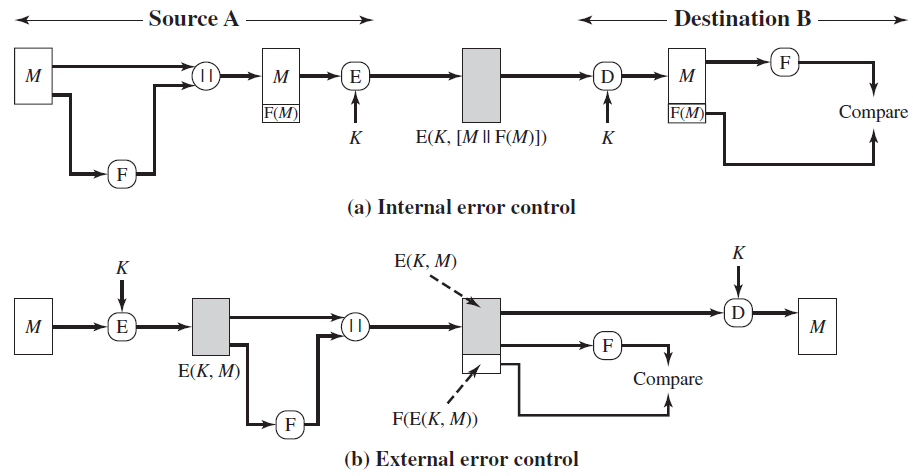 Source A
Destination B
M
F
||
M
F(M)
E
K
E(K, [M || F(M)])
D
K
M
F(M)
F
Compare
(a) Internal error control
M
K
E
E(K, M)
F
||
E(K, M)
F(E(K, M))
F
Compare
K
D
M
(b) External error control